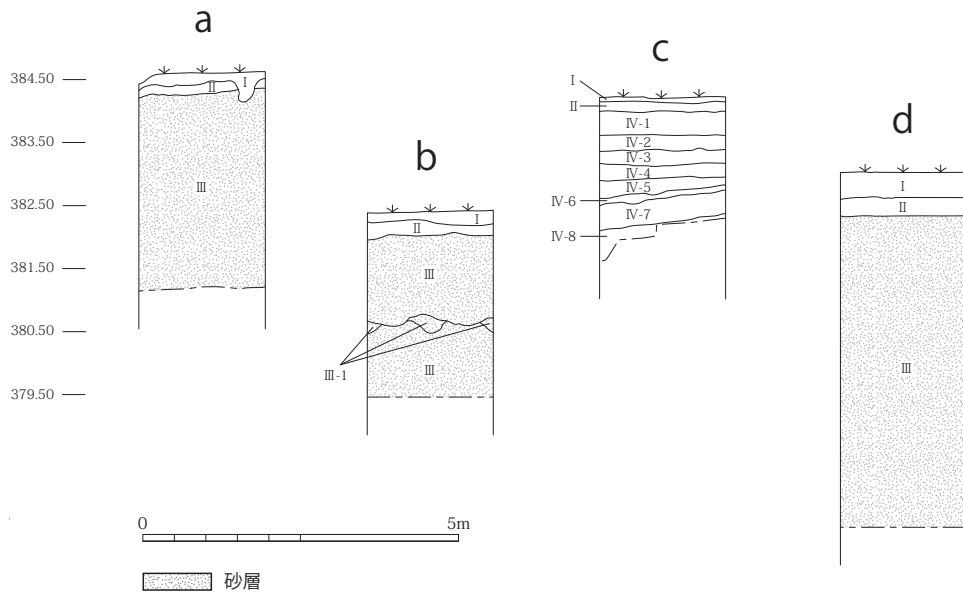 a
384.50
383.50
382.50
381.50
380.50
379.50
I
II
III
b
I
II
III
III-1
III
c
I
II
IV-1
IV-2
IV-3
IV-4
IV-5
IV-6
IV-7
IV-8
d
I
II
III
0 5m
砂層